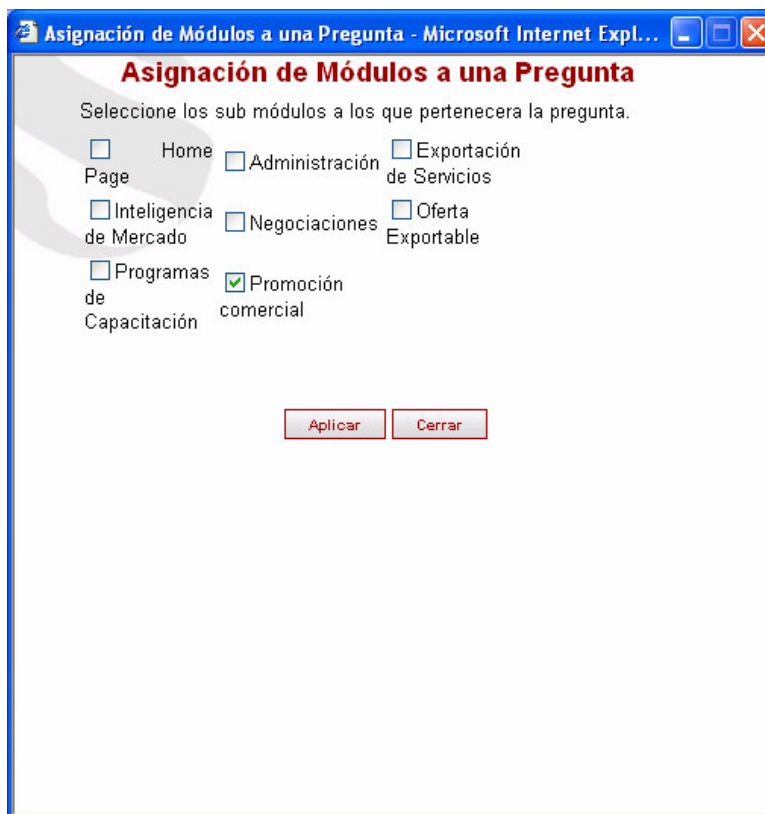 Asignación de Módulos a una Pregunta - Microsoft Internet Expl...
Asignación de Módulos a una Pregunta
Seleccione los sub módulos a los que pertenecera la pregunta.
Home
Page
Administración
Exportación
de Servicios
Inteligencia
de Mercado
Negociaciones
Oferta
Exportable
Programas
de
Capacitación
Promoción
comercial
Aplicar
Cerrar